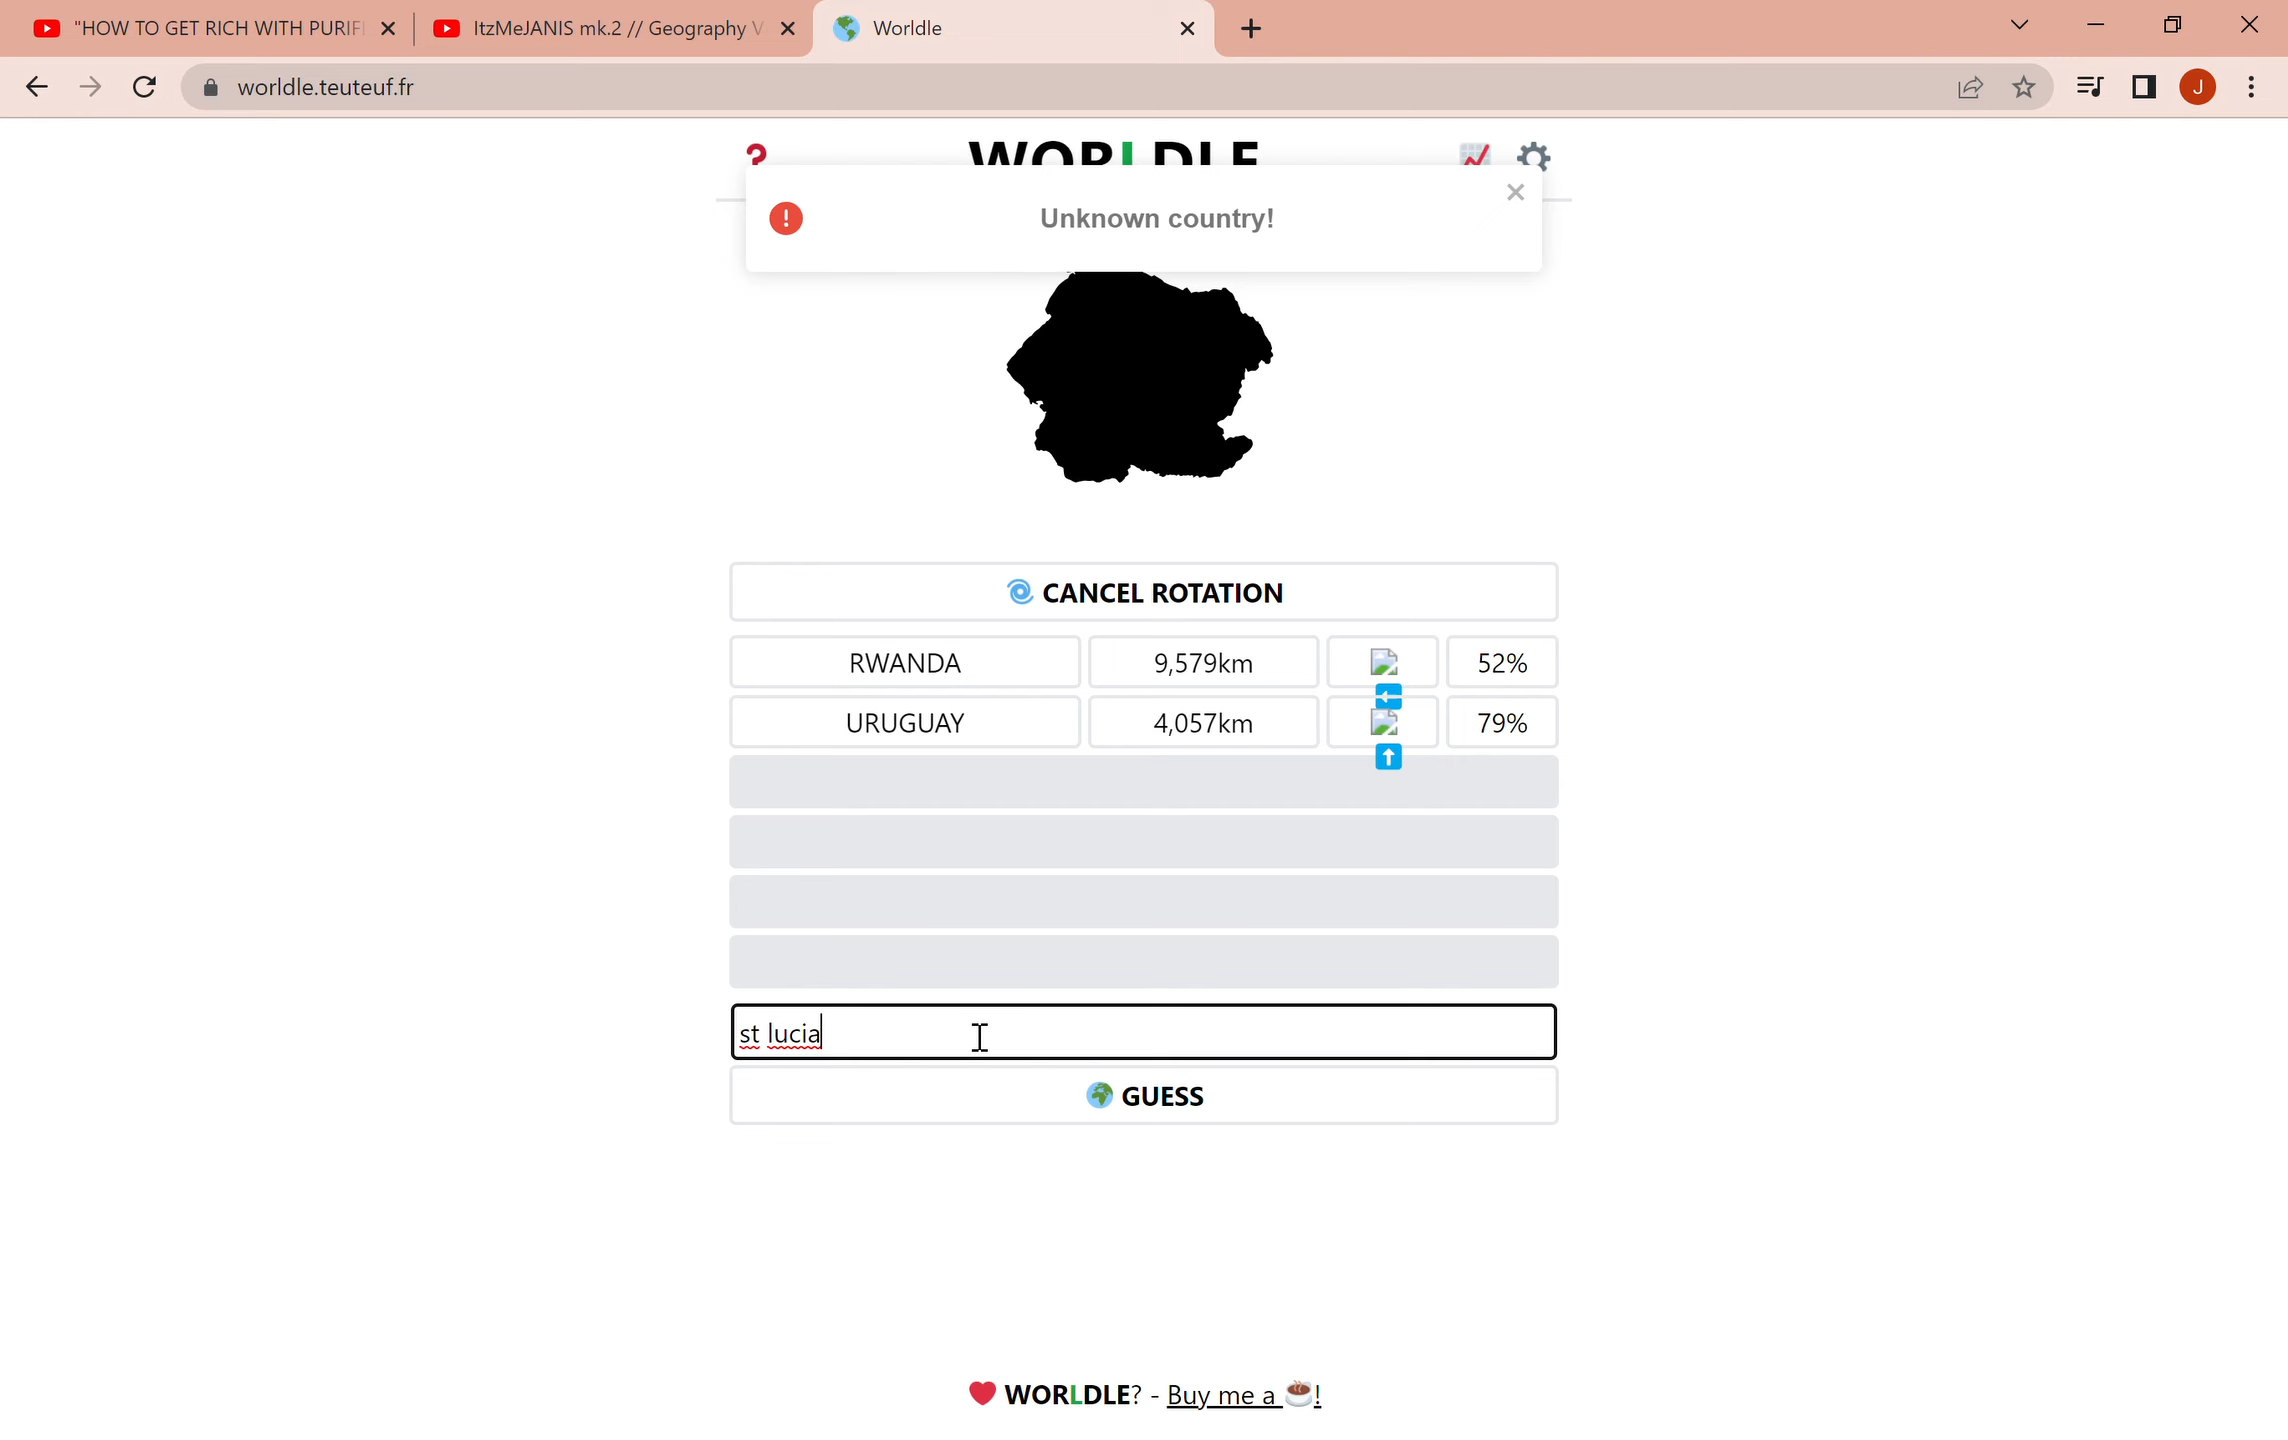 "HOW TO GET RICH WITH PURIF
ItzMeJANIS mk.2 // Geography V
Worldle
worldle.teuteuf.fr
J
?
WORLDLE
Unknown country!
CANCEL ROTATION
RWANDA 9,579km 52%
URUGUAY 4,057km 79%
st lucia
GUESS
WORLDLE? - Buy me a !